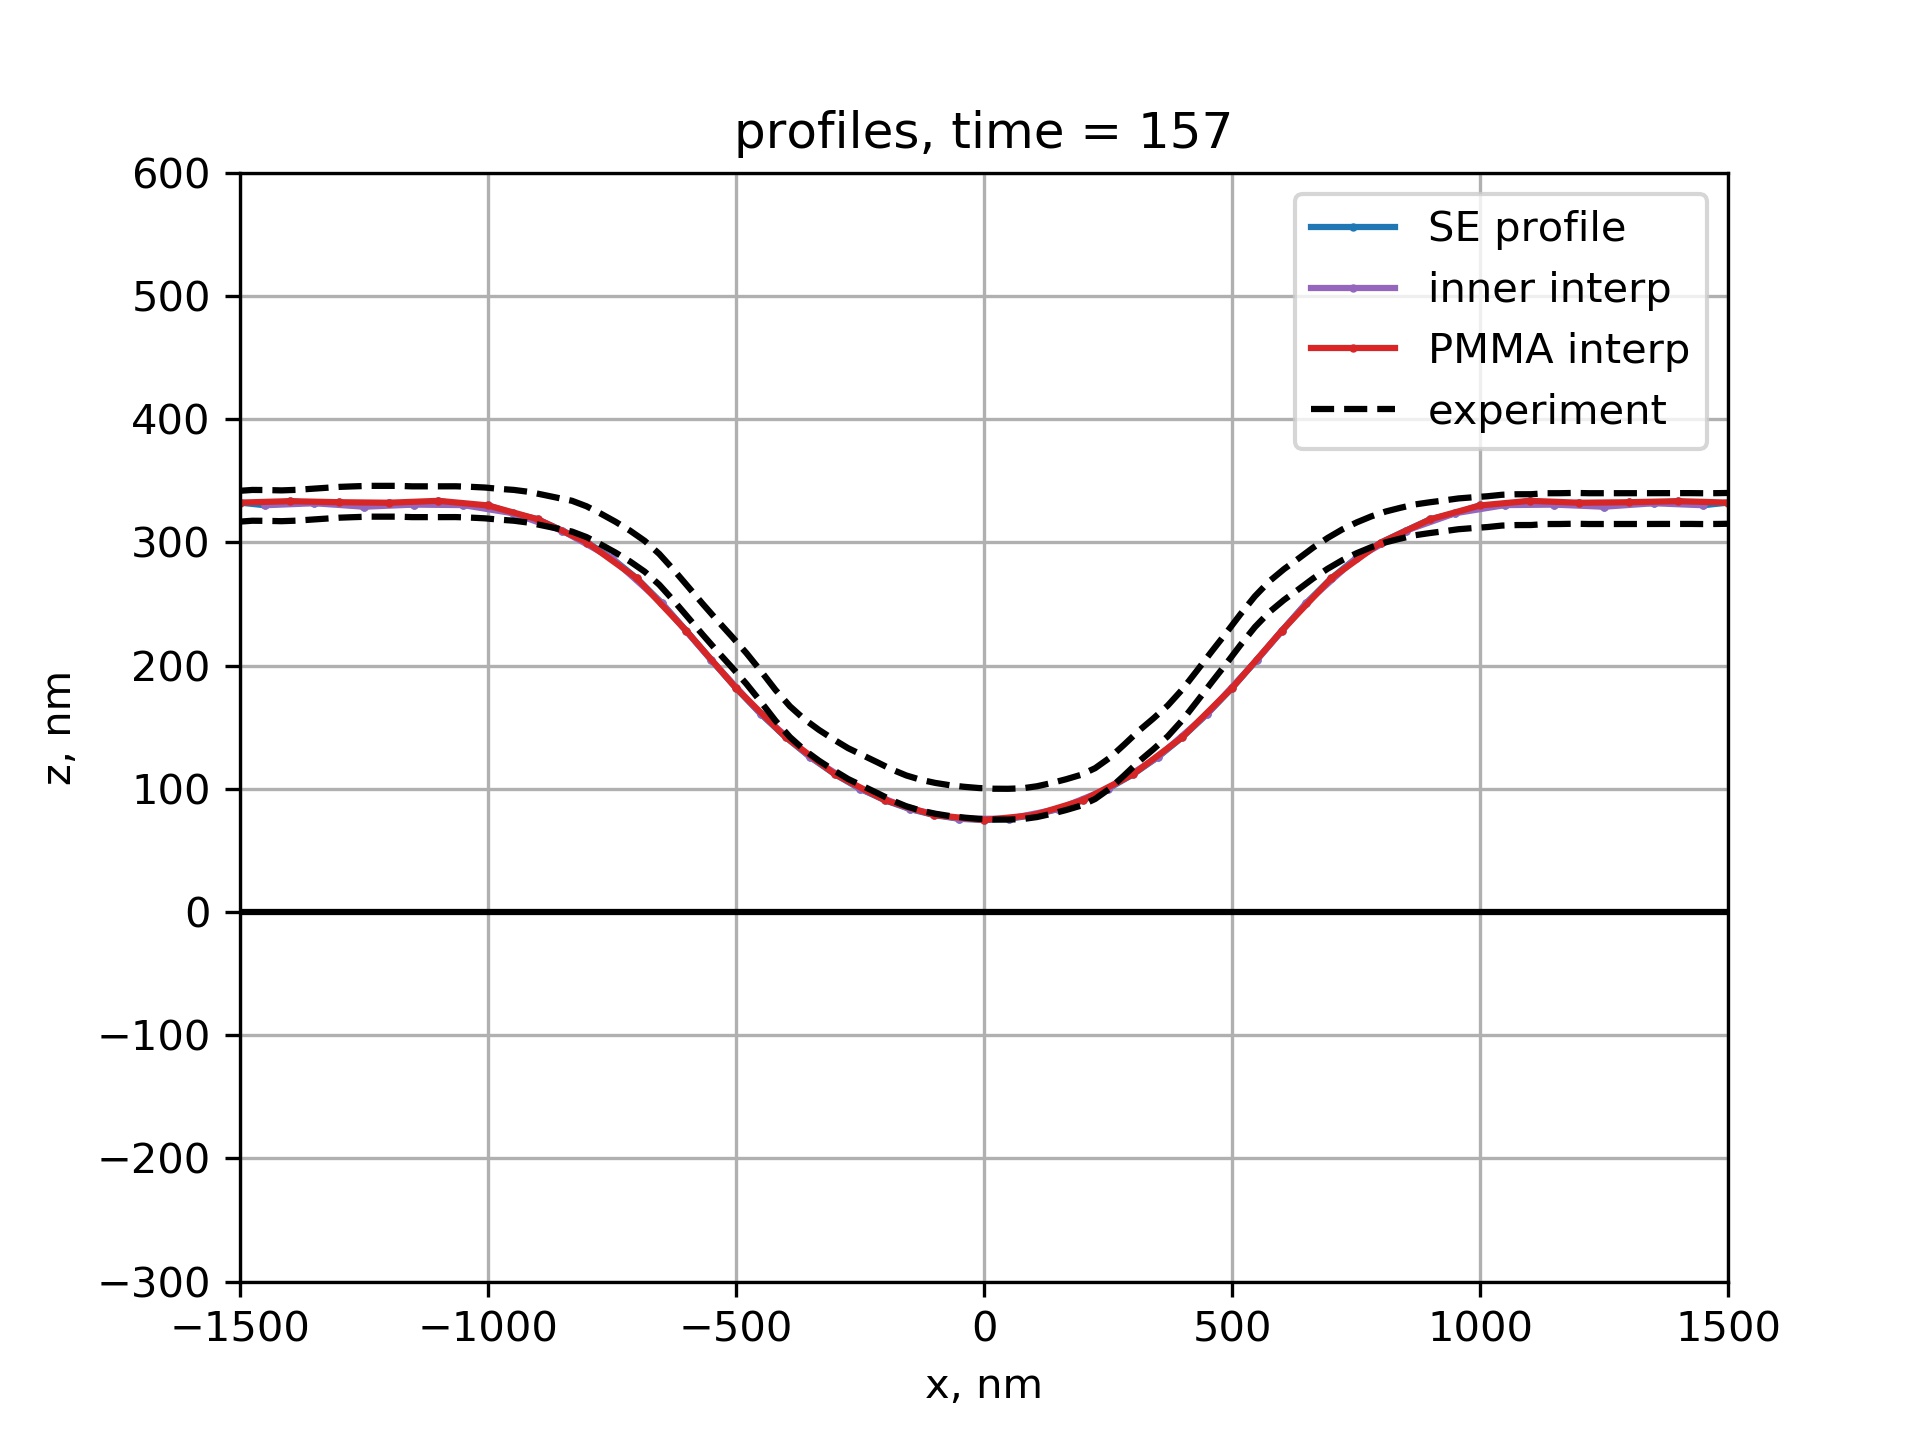 profiles, time = 157
600
500
400
300
200
100
0
−100
−200
−300
z, nm
SE profile
inner interp
PMMA interp
experiment
−1500 −1000 −500 0 500 1000 1500
x, nm